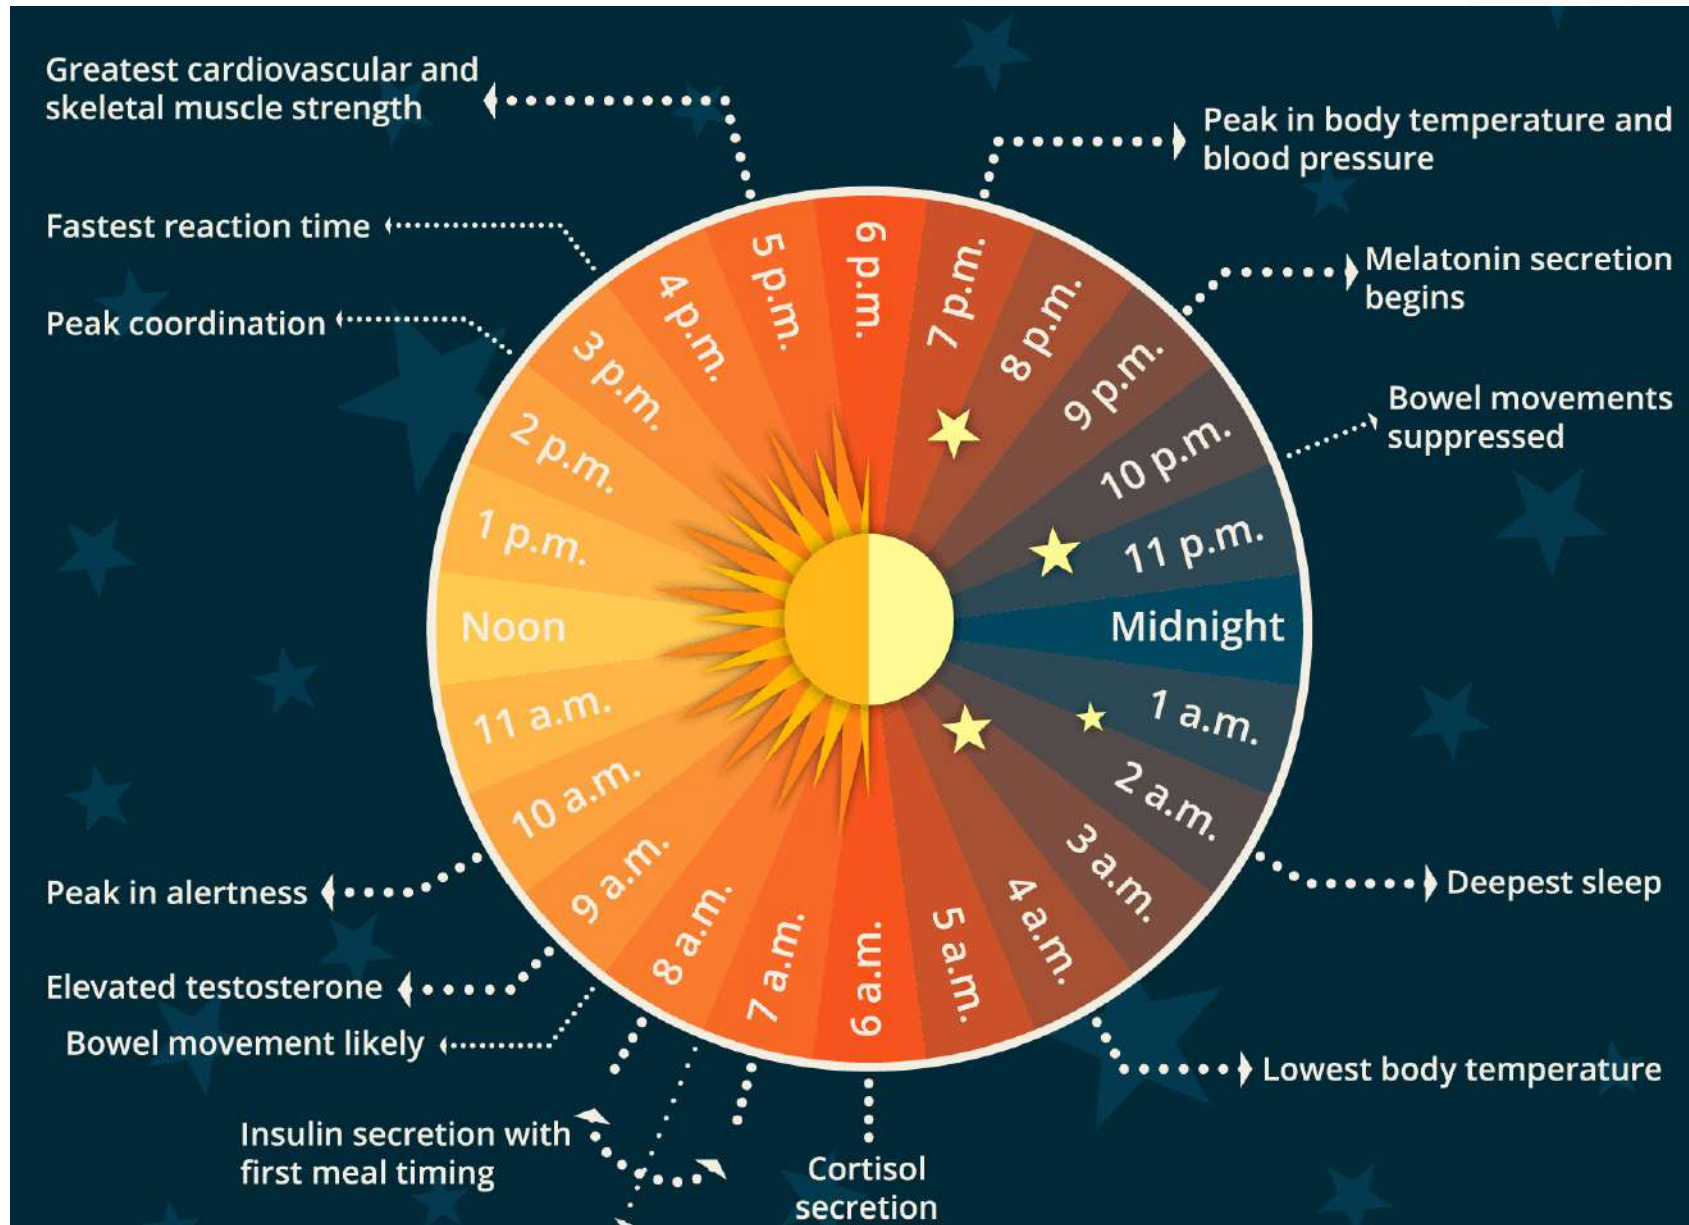 Greatest cardiovascular and
skeletal muscle strength
Peak in body temperature and
blood pressure
Fastest reaction time
Melatonin secretion
begins
Peak coordination
Bowel movements
suppressed
6 p.m.
7 p.m.
8 p.m.
9 p.m.
10 p.m.
11 p.m.
Midnight
1 a.m.
2 a.m.
3 a.m.
4 a.m.
5 a.m.
6 a.m.
7 a.m.
8 a.m.
9 a.m.
10 a.m.
11 a.m.
Noon
1 p.m.
2 p.m.
3 p.m.
4 p.m.
5 p.m.
Peak in alertness
Deepest sleep
Elevated testosterone
Bowel movement likely
Lowest body temperature
Insulin secretion with
first meal timing
Cortisol
secretion